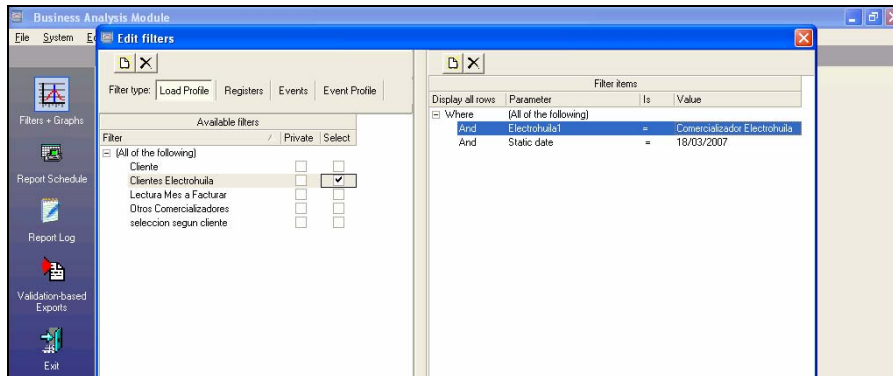 Business Analysis Module
File System
Edit filters
Filter type: Load Profile Registers Events Event Profile
Available filters
Filter / Private Select
(All of the following)
Cliente
Clientes Electrohuila
Lectura Mes a Facturar
Otros Comercializadores
seleccion segun cliente
Filter items
Display all rows Parameter Is Value
Where (All of the following)
And Electrohuila1 = Comercializador Electrohuila
And Static date = 18/03/2007
Filters + Graphs
Report Schedule
Report Log
Validation-based
Exports
Exit